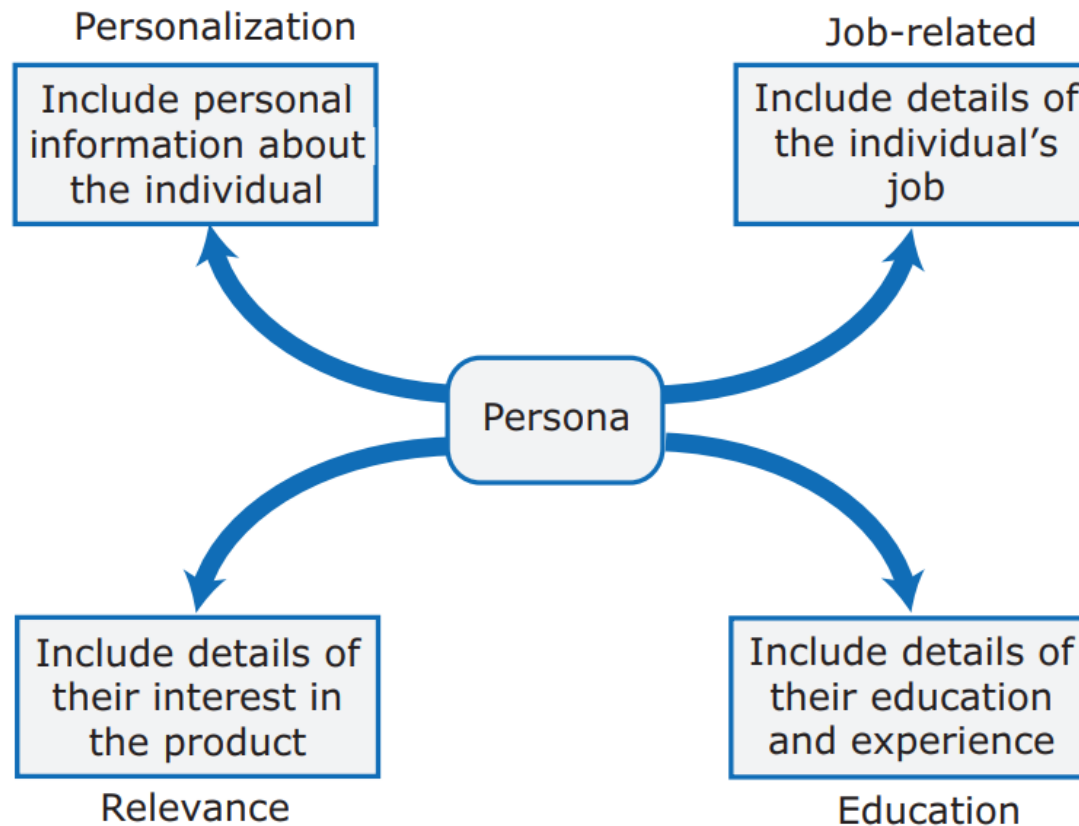 Personalization
Include personal
information about
the individual
Job-related
Include details of
the individual’s
job
Persona
Include details of
their interest in
the product
Relevance
Include details of
their education
and experience
Education